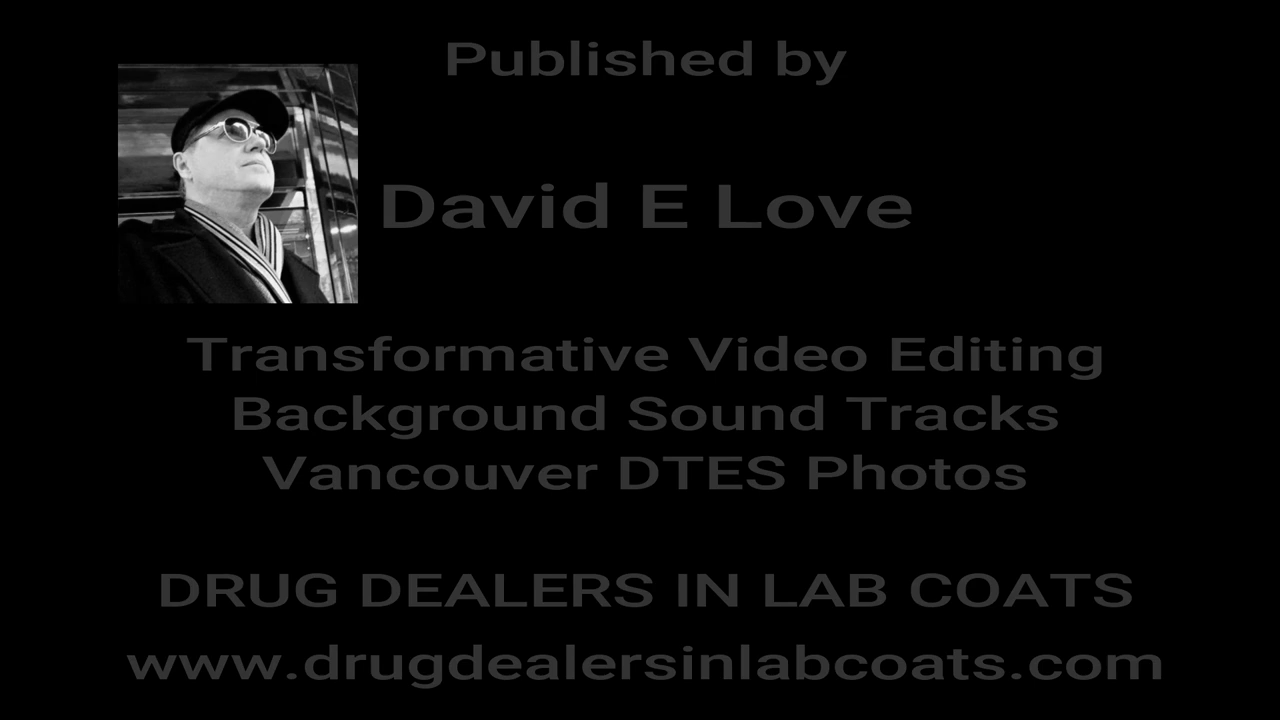 Published by
David E Love
Transformative Video Editing
Background Sound Tracks
Vancouver DTES Photos
DRUG DEALERS IN LAB COATS
www.drugdealersinlabcoats.com